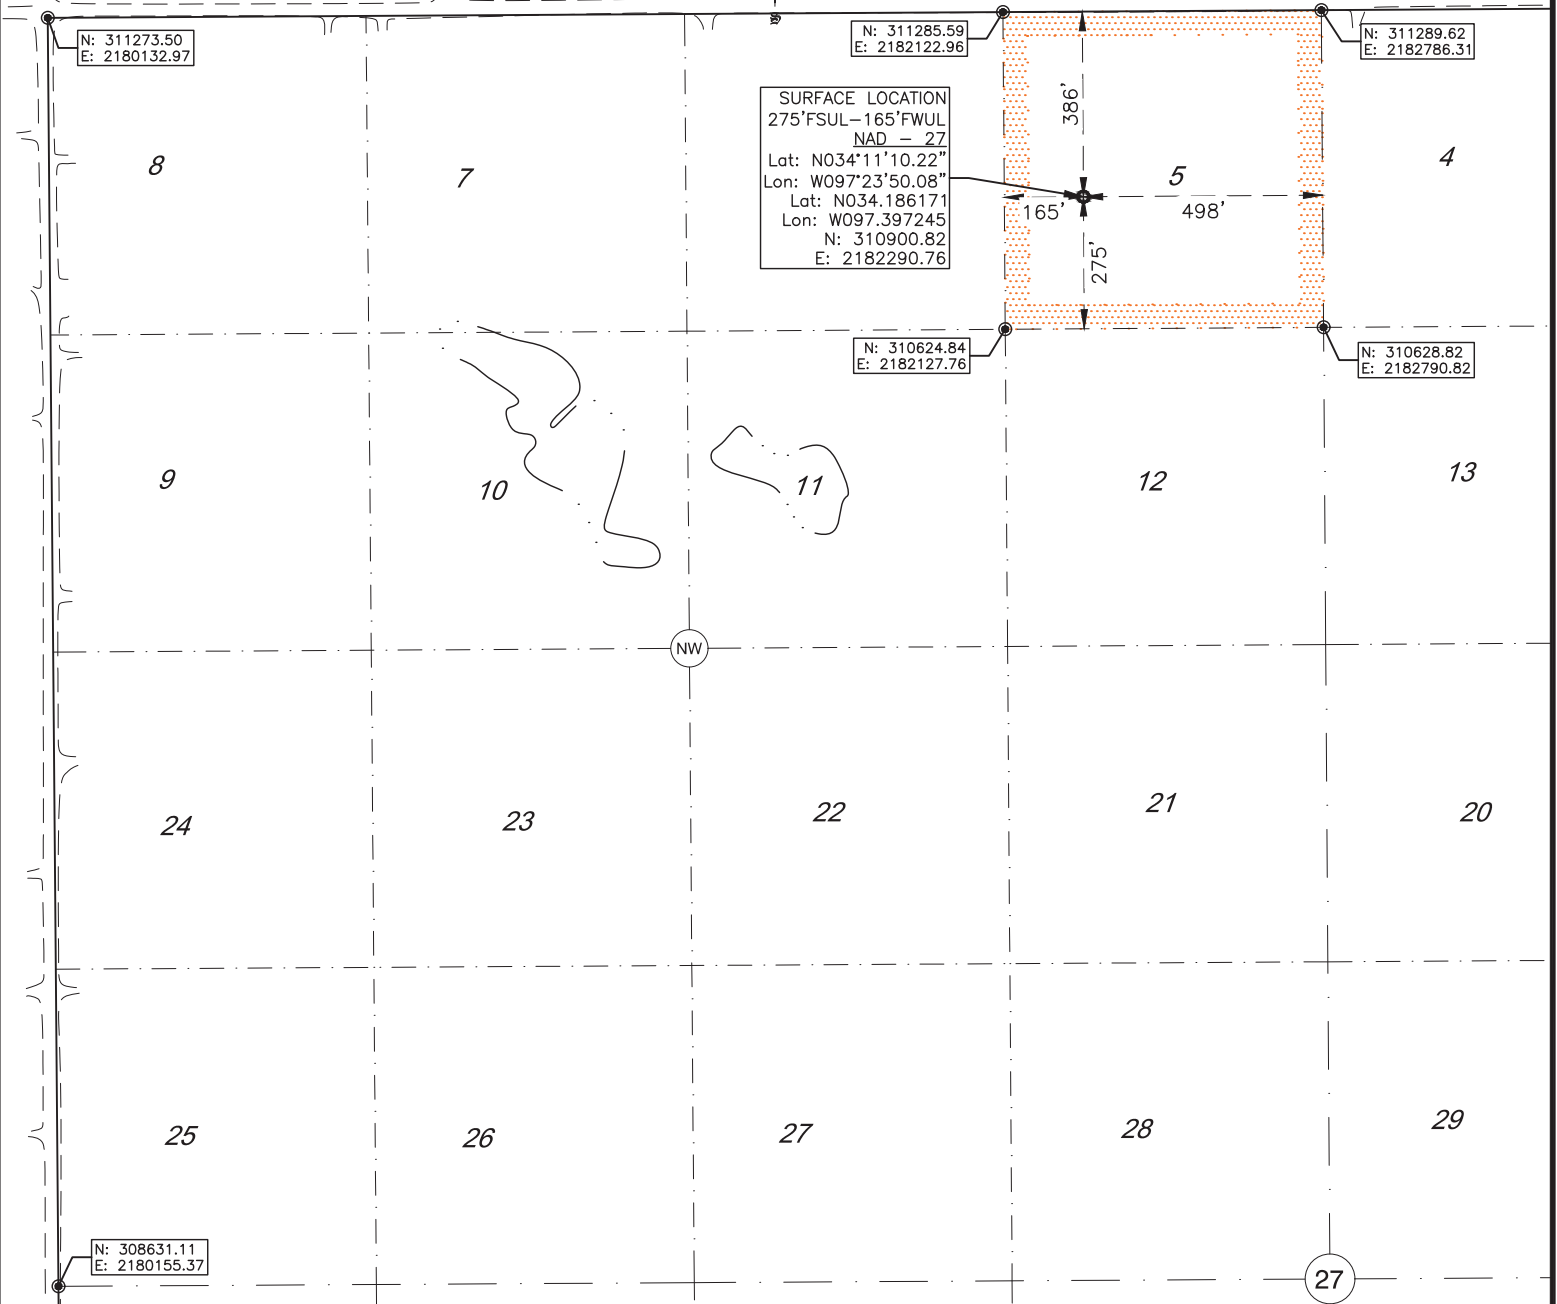 N: 311273.50
E: 2180132.97
N: 311285.59
E: 2182122.96
N: 311289.62
E: 2182786.31
SURFACE LOCATION
275'FSUL-165'FWUL
NAD - 27
Lat: N034°11'10.22"
Lon: W097°23'50.08"
Lat: N034.186171
Lon: W097.397245
N: 310900.82
E: 2182290.76
386'
165'
498'
275'
8
7
5
4
N: 310624.84
E: 2182127.76
N: 310628.82
E: 2182790.82
9
10
11
12
13
NW
24
23
22
21
20
25
26
27
28
29
N: 308631.11
E: 2180155.37
27